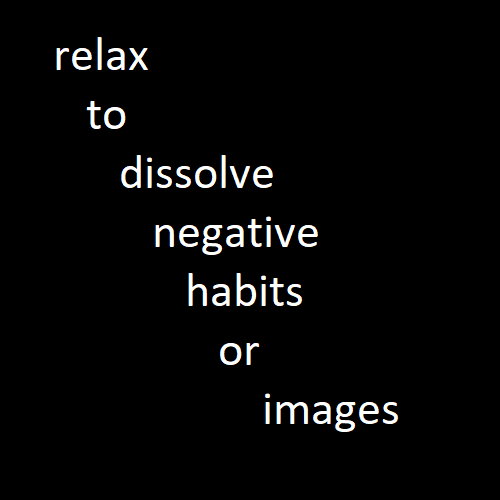 relax
to
dissolve
negative
habits
or
images